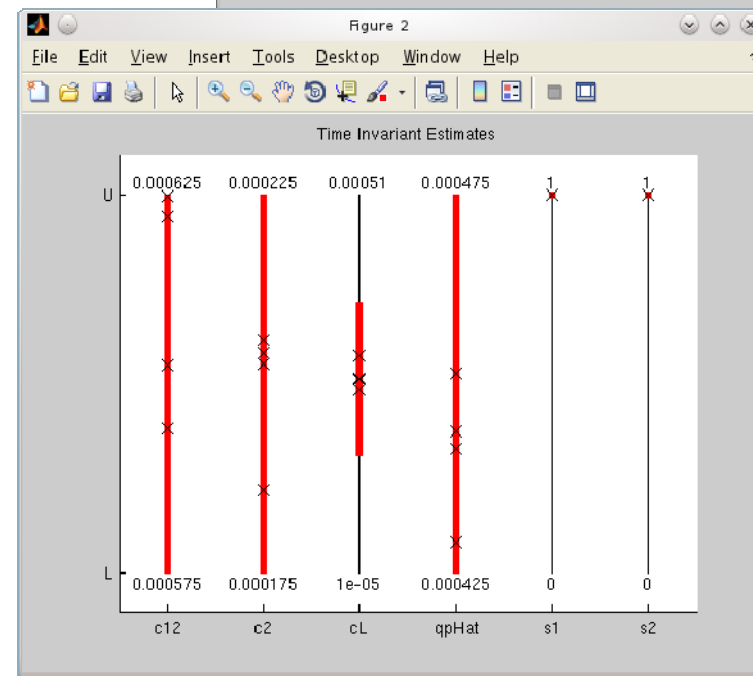 Figure 2
File Edit View Insert Tools Desktop Window Help
Time Invariant Estimates
U
0.000625 0.000225 0.00051 0.000475 1 1
L
0.000575 0.000175 1e-05 0.000425 0 0
c12 c2 cL qpHat s1 s2